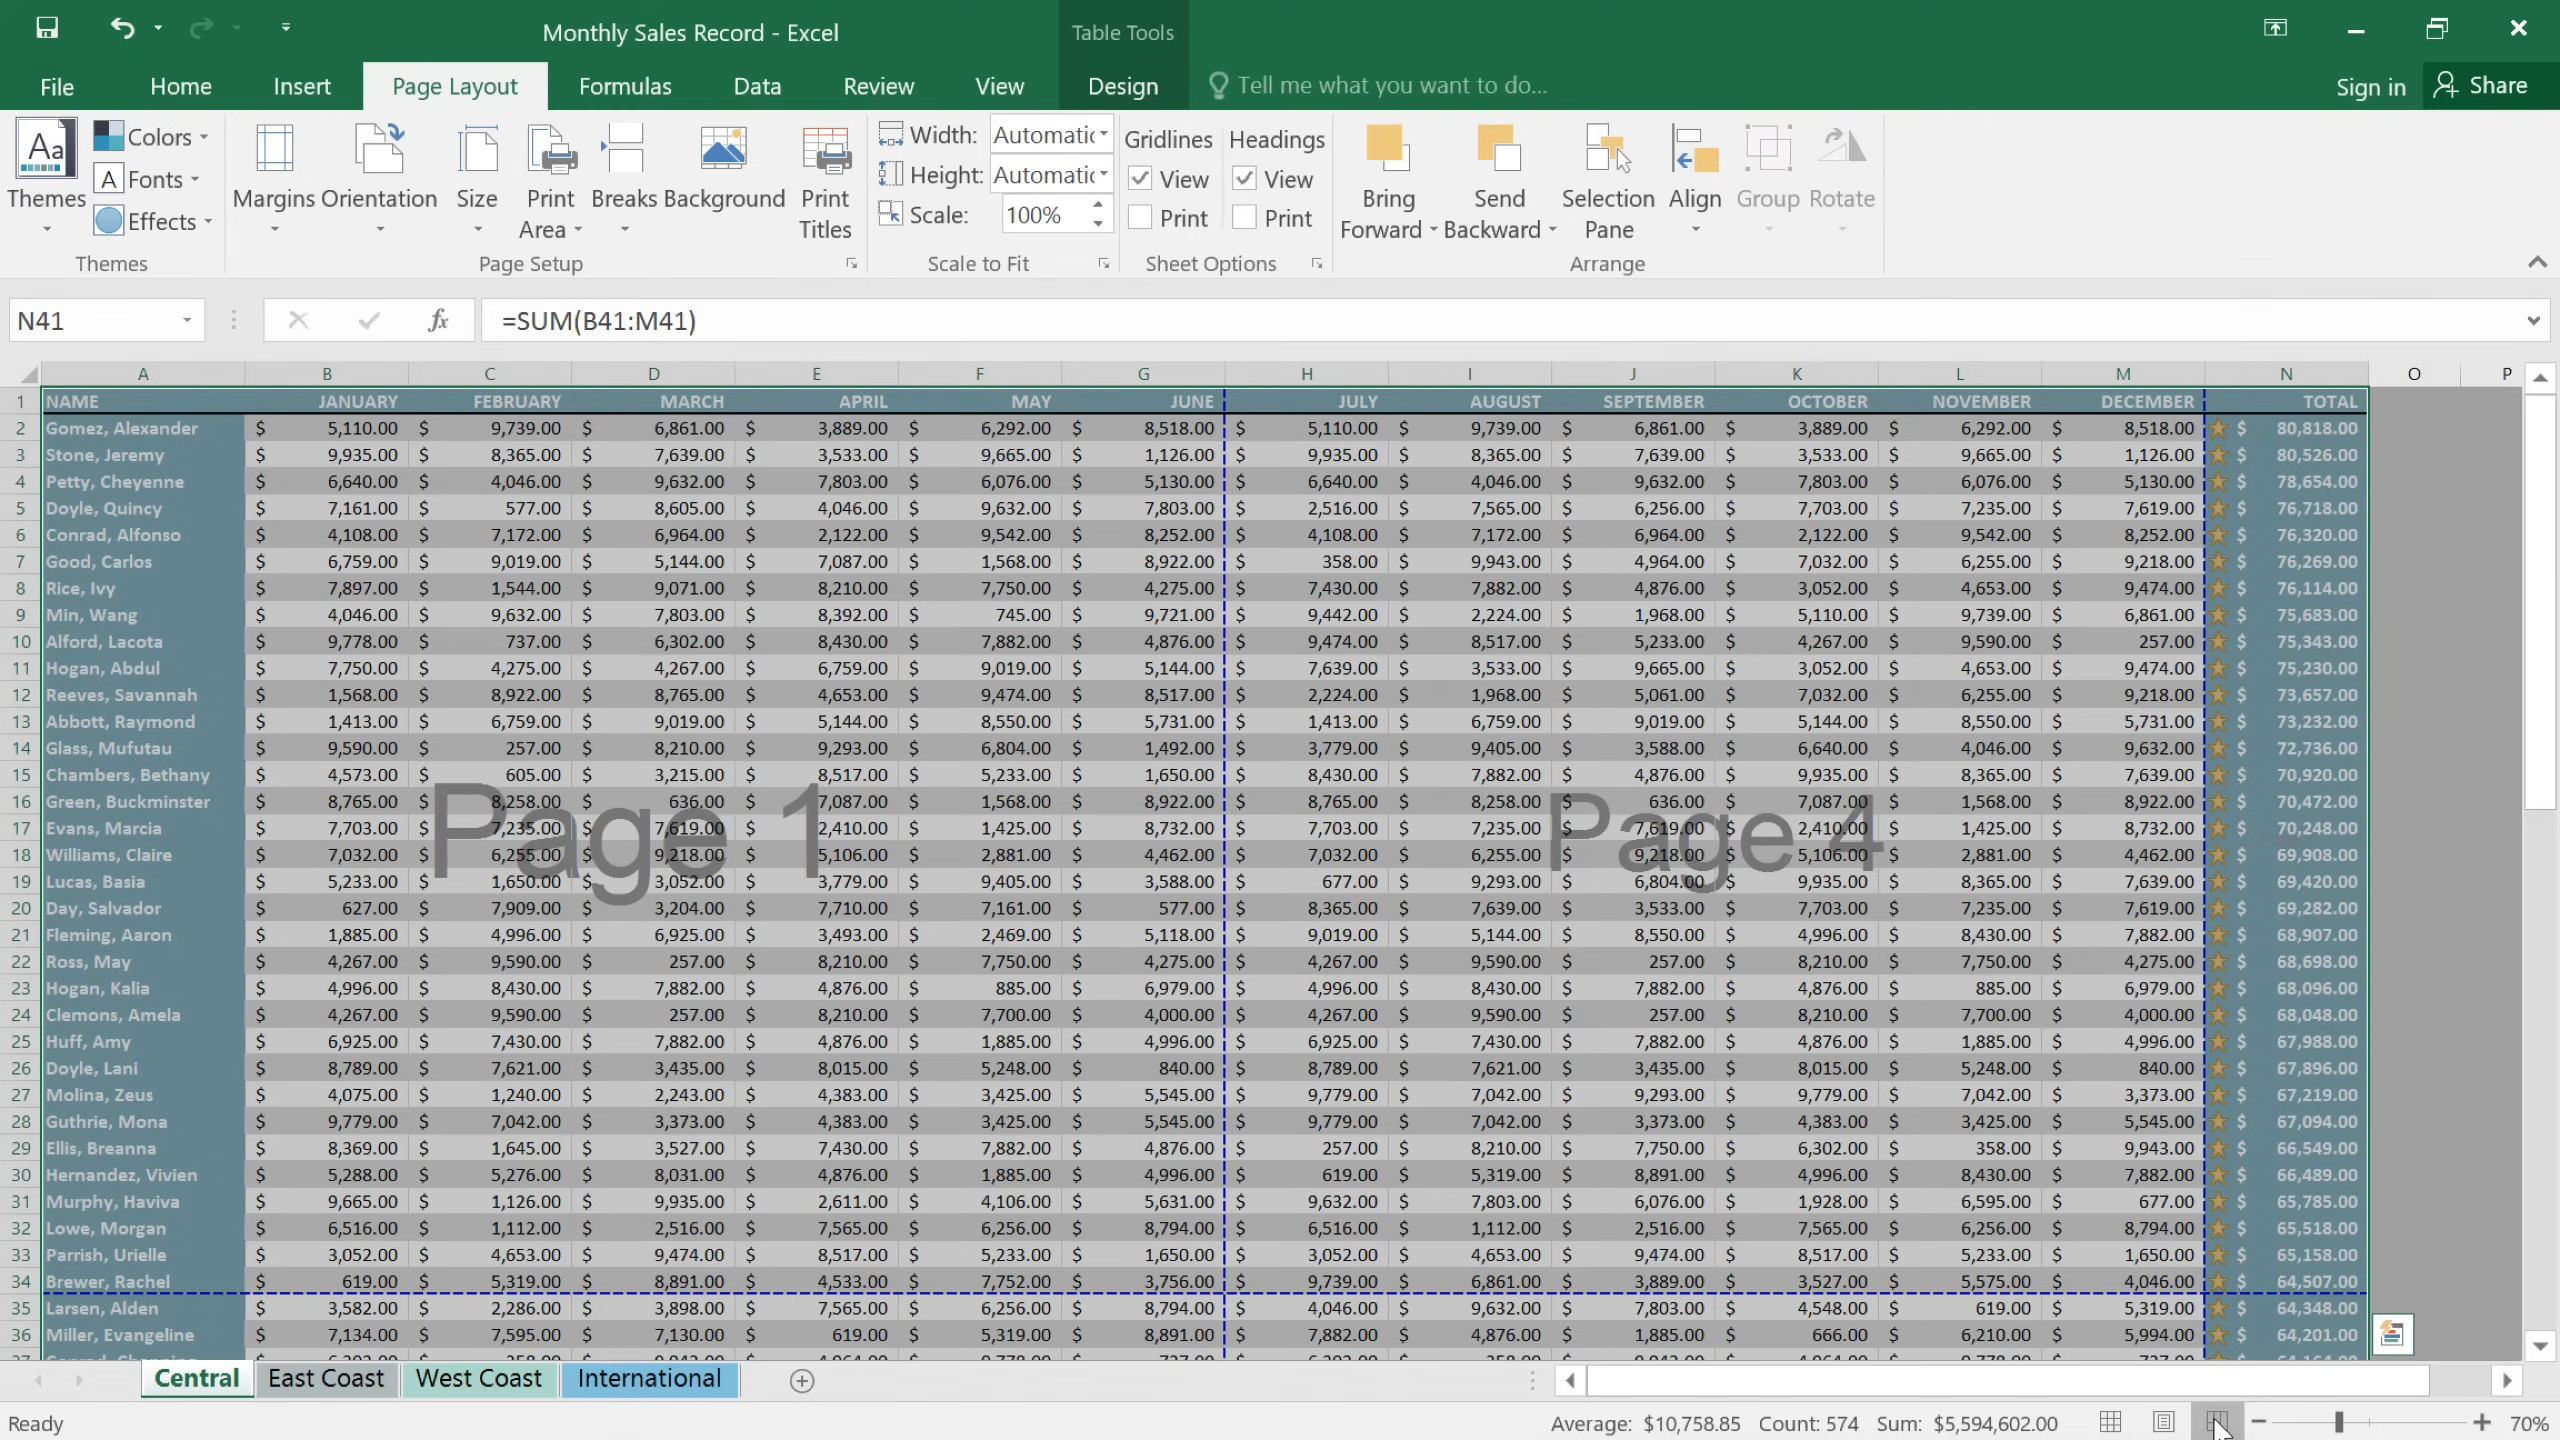 Monthly Sales Record - Excel
Table Tools
File Home Insert Page Layout Formulas Data Review View Design Tell me what you want to do... Sign in Share
Aa Colors Width: Automatic Gridlines Headings
A Fonts Height: Automatic View View
Themes Effects Margins Orientation Size Print Area Breaks Background Print Titles Scale: 100% Print Print Bring Forward Send Backward Selection Pane Align Group Rotate
Themes Page Setup Scale to Fit Sheet Options Arrange
N41 fx =SUM(B41:M41)
A B C D E F G H I J K L M N O P
1 NAME JANUARY FEBRUARY MARCH APRIL MAY JUNE JULY AUGUST SEPTEMBER OCTOBER NOVEMBER DECEMBER TOTAL
2 Gomez, Alexander $ 5,110.00 $ 9,739.00 $ 6,861.00 $ 3,889.00 $ 6,292.00 $ 8,518.00 $ 5,110.00 $ 9,739.00 $ 6,861.00 $ 3,889.00 $ 6,292.00 $ 8,518.00 $ 80,818.00
3 Stone, Jeremy $ 9,935.00 $ 8,365.00 $ 7,639.00 $ 3,533.00 $ 9,665.00 $ 1,126.00 $ 9,935.00 $ 8,365.00 $ 7,639.00 $ 3,533.00 $ 9,665.00 $ 1,126.00 $ 80,526.00
4 Petty, Cheyenne $ 6,640.00 $ 4,046.00 $ 9,632.00 $ 7,803.00 $ 6,076.00 $ 5,130.00 $ 6,640.00 $ 4,046.00 $ 9,632.00 $ 7,803.00 $ 6,076.00 $ 5,130.00 $ 78,654.00
5 Doyle, Quincy $ 7,161.00 $ 577.00 $ 8,605.00 $ 4,046.00 $ 9,632.00 $ 7,803.00 $ 2,516.00 $ 7,565.00 $ 6,256.00 $ 7,703.00 $ 7,235.00 $ 7,619.00 $ 76,718.00
6 Conrad, Alfonso $ 4,108.00 $ 7,172.00 $ 6,964.00 $ 2,122.00 $ 9,542.00 $ 8,252.00 $ 4,108.00 $ 7,172.00 $ 6,964.00 $ 2,122.00 $ 9,542.00 $ 8,252.00 $ 76,320.00
7 Good, Carlos $ 6,759.00 $ 9,019.00 $ 5,144.00 $ 7,087.00 $ 1,568.00 $ 8,922.00 $ 358.00 $ 9,943.00 $ 4,964.00 $ 7,032.00 $ 6,255.00 $ 9,218.00 $ 76,269.00
8 Rice, Ivy $ 7,897.00 $ 1,544.00 $ 9,071.00 $ 8,210.00 $ 7,750.00 $ 4,275.00 $ 7,430.00 $ 7,882.00 $ 4,876.00 $ 3,052.00 $ 4,653.00 $ 9,474.00 $ 76,114.00
9 Min, Wang $ 4,046.00 $ 9,632.00 $ 7,803.00 $ 8,392.00 $ 745.00 $ 9,721.00 $ 9,442.00 $ 2,224.00 $ 1,968.00 $ 5,110.00 $ 9,739.00 $ 6,861.00 $ 75,683.00
10 Alford, Lacota $ 9,778.00 $ 737.00 $ 6,302.00 $ 8,430.00 $ 7,882.00 $ 4,876.00 $ 9,474.00 $ 8,517.00 $ 5,233.00 $ 4,267.00 $ 9,590.00 $ 257.00 $ 75,343.00
11 Hogan, Abdul $ 7,750.00 $ 4,275.00 $ 4,267.00 $ 6,759.00 $ 9,019.00 $ 5,144.00 $ 7,639.00 $ 3,533.00 $ 9,665.00 $ 3,052.00 $ 4,653.00 $ 9,474.00 $ 75,230.00
12 Reeves, Savannah $ 1,568.00 $ 8,922.00 $ 8,765.00 $ 4,653.00 $ 9,474.00 $ 8,517.00 $ 2,224.00 $ 1,968.00 $ 5,061.00 $ 7,032.00 $ 6,255.00 $ 9,218.00 $ 73,657.00
13 Abbott, Raymond $ 1,413.00 $ 6,759.00 $ 9,019.00 $ 5,144.00 $ 8,550.00 $ 5,731.00 $ 1,413.00 $ 6,759.00 $ 9,019.00 $ 5,144.00 $ 8,550.00 $ 5,731.00 $ 73,232.00
14 Glass, Mufutau $ 9,590.00 $ 257.00 $ 8,210.00 $ 9,293.00 $ 6,804.00 $ 1,492.00 $ 3,779.00 $ 9,405.00 $ 3,588.00 $ 6,640.00 $ 4,046.00 $ 9,632.00 $ 72,736.00
15 Chambers, Bethany $ 4,573.00 $ 605.00 $ 3,215.00 $ 8,517.00 $ 5,233.00 $ 1,650.00 $ 8,430.00 $ 7,882.00 $ 4,876.00 $ 9,935.00 $ 8,365.00 $ 7,639.00 $ 70,920.00
16 Green, Buckminster $ 8,765.00 $ 8,258.00 $ 636.00 $ 7,087.00 $ 1,568.00 $ 8,922.00 $ 8,765.00 $ 8,258.00 $ 636.00 $ 7,087.00 $ 1,568.00 $ 8,922.00 $ 70,472.00
17 Evans, Marcia $ 7,703.00 $ 7,235.00 $ 7,619.00 $ 2,410.00 $ 1,425.00 $ 8,732.00 $ 7,703.00 $ 7,235.00 $ 7,619.00 $ 2,410.00 $ 1,425.00 $ 8,732.00 $ 70,248.00
Page 1 Page 4
18 Williams, Claire $ 7,032.00 $ 6,255.00 $ 9,218.00 $ 5,106.00 $ 2,881.00 $ 4,462.00 $ 7,032.00 $ 6,255.00 $ 9,218.00 $ 5,106.00 $ 2,881.00 $ 4,462.00 $ 69,908.00
19 Lucas, Basia $ 5,233.00 $ 1,650.00 $ 3,052.00 $ 3,779.00 $ 9,405.00 $ 3,588.00 $ 677.00 $ 9,293.00 $ 6,804.00 $ 9,935.00 $ 8,365.00 $ 7,639.00 $ 69,420.00
20 Day, Salvador $ 627.00 $ 7,909.00 $ 3,204.00 $ 7,710.00 $ 7,161.00 $ 577.00 $ 8,365.00 $ 7,639.00 $ 3,533.00 $ 7,703.00 $ 7,235.00 $ 7,619.00 $ 69,282.00
21 Fleming, Aaron $ 1,885.00 $ 4,996.00 $ 6,925.00 $ 3,493.00 $ 2,469.00 $ 5,118.00 $ 9,019.00 $ 5,144.00 $ 8,550.00 $ 4,996.00 $ 8,430.00 $ 7,882.00 $ 68,907.00
22 Ross, May $ 4,267.00 $ 9,590.00 $ 257.00 $ 8,210.00 $ 7,750.00 $ 4,275.00 $ 4,267.00 $ 9,590.00 $ 257.00 $ 8,210.00 $ 7,750.00 $ 4,275.00 $ 68,698.00
23 Hogan, Kalia $ 4,996.00 $ 8,430.00 $ 7,882.00 $ 4,876.00 $ 885.00 $ 6,979.00 $ 4,996.00 $ 8,430.00 $ 7,882.00 $ 4,876.00 $ 885.00 $ 6,979.00 $ 68,096.00
24 Clemons, Amela $ 4,267.00 $ 9,590.00 $ 257.00 $ 8,210.00 $ 7,700.00 $ 4,000.00 $ 4,267.00 $ 9,590.00 $ 257.00 $ 8,210.00 $ 7,700.00 $ 4,000.00 $ 68,048.00
25 Huff, Amy $ 6,925.00 $ 7,430.00 $ 7,882.00 $ 4,876.00 $ 1,885.00 $ 4,996.00 $ 6,925.00 $ 7,430.00 $ 7,882.00 $ 4,876.00 $ 1,885.00 $ 4,996.00 $ 67,988.00
26 Doyle, Lani $ 8,789.00 $ 7,621.00 $ 3,435.00 $ 8,015.00 $ 5,248.00 $ 840.00 $ 8,789.00 $ 7,621.00 $ 3,435.00 $ 8,015.00 $ 5,248.00 $ 840.00 $ 67,896.00
27 Molina, Zeus $ 4,075.00 $ 1,240.00 $ 2,243.00 $ 4,383.00 $ 3,425.00 $ 5,545.00 $ 9,779.00 $ 7,042.00 $ 9,293.00 $ 9,779.00 $ 7,042.00 $ 3,373.00 $ 67,219.00
28 Guthrie, Mona $ 9,779.00 $ 7,042.00 $ 3,373.00 $ 4,383.00 $ 3,425.00 $ 5,545.00 $ 9,779.00 $ 7,042.00 $ 3,373.00 $ 4,383.00 $ 3,425.00 $ 5,545.00 $ 67,094.00
29 Ellis, Breanna $ 8,369.00 $ 1,645.00 $ 3,527.00 $ 7,430.00 $ 7,882.00 $ 4,876.00 $ 257.00 $ 8,210.00 $ 7,750.00 $ 6,302.00 $ 358.00 $ 9,943.00 $ 66,549.00
30 Hernandez, Vivien $ 5,288.00 $ 5,276.00 $ 8,031.00 $ 4,876.00 $ 1,885.00 $ 4,996.00 $ 619.00 $ 5,319.00 $ 8,891.00 $ 4,996.00 $ 8,430.00 $ 7,882.00 $ 66,489.00
31 Murphy, Haviva $ 9,665.00 $ 1,126.00 $ 9,935.00 $ 2,611.00 $ 4,106.00 $ 5,631.00 $ 9,632.00 $ 7,803.00 $ 6,076.00 $ 1,928.00 $ 6,595.00 $ 677.00 $ 65,785.00
32 Lowe, Morgan $ 6,516.00 $ 1,112.00 $ 2,516.00 $ 7,565.00 $ 6,256.00 $ 8,794.00 $ 6,516.00 $ 1,112.00 $ 2,516.00 $ 7,565.00 $ 6,256.00 $ 8,794.00 $ 65,518.00
33 Parrish, Urielle $ 3,052.00 $ 4,653.00 $ 9,474.00 $ 8,517.00 $ 5,233.00 $ 1,650.00 $ 3,052.00 $ 4,653.00 $ 9,474.00 $ 8,517.00 $ 5,233.00 $ 1,650.00 $ 65,158.00
34 Brewer, Rachel $ 619.00 $ 5,319.00 $ 8,891.00 $ 4,533.00 $ 7,752.00 $ 3,756.00 $ 9,739.00 $ 6,861.00 $ 3,889.00 $ 3,527.00 $ 5,575.00 $ 4,046.00 $ 64,507.00
35 Larsen, Alden $ 3,582.00 $ 2,286.00 $ 3,898.00 $ 7,565.00 $ 6,256.00 $ 8,794.00 $ 4,046.00 $ 9,632.00 $ 7,803.00 $ 4,548.00 $ 619.00 $ 5,319.00 $ 64,348.00
36 Miller, Evangeline $ 7,134.00 $ 7,595.00 $ 7,130.00 $ 619.00 $ 5,319.00 $ 8,891.00 $ 7,882.00 $ 4,876.00 $ 1,885.00 $ 666.00 $ 6,210.00 $ 5,994.00 $ 64,201.00
Central East Coast West Coast International
Ready Average: $10,758.85 Count: 574 Sum: $5,594,602.00 70%